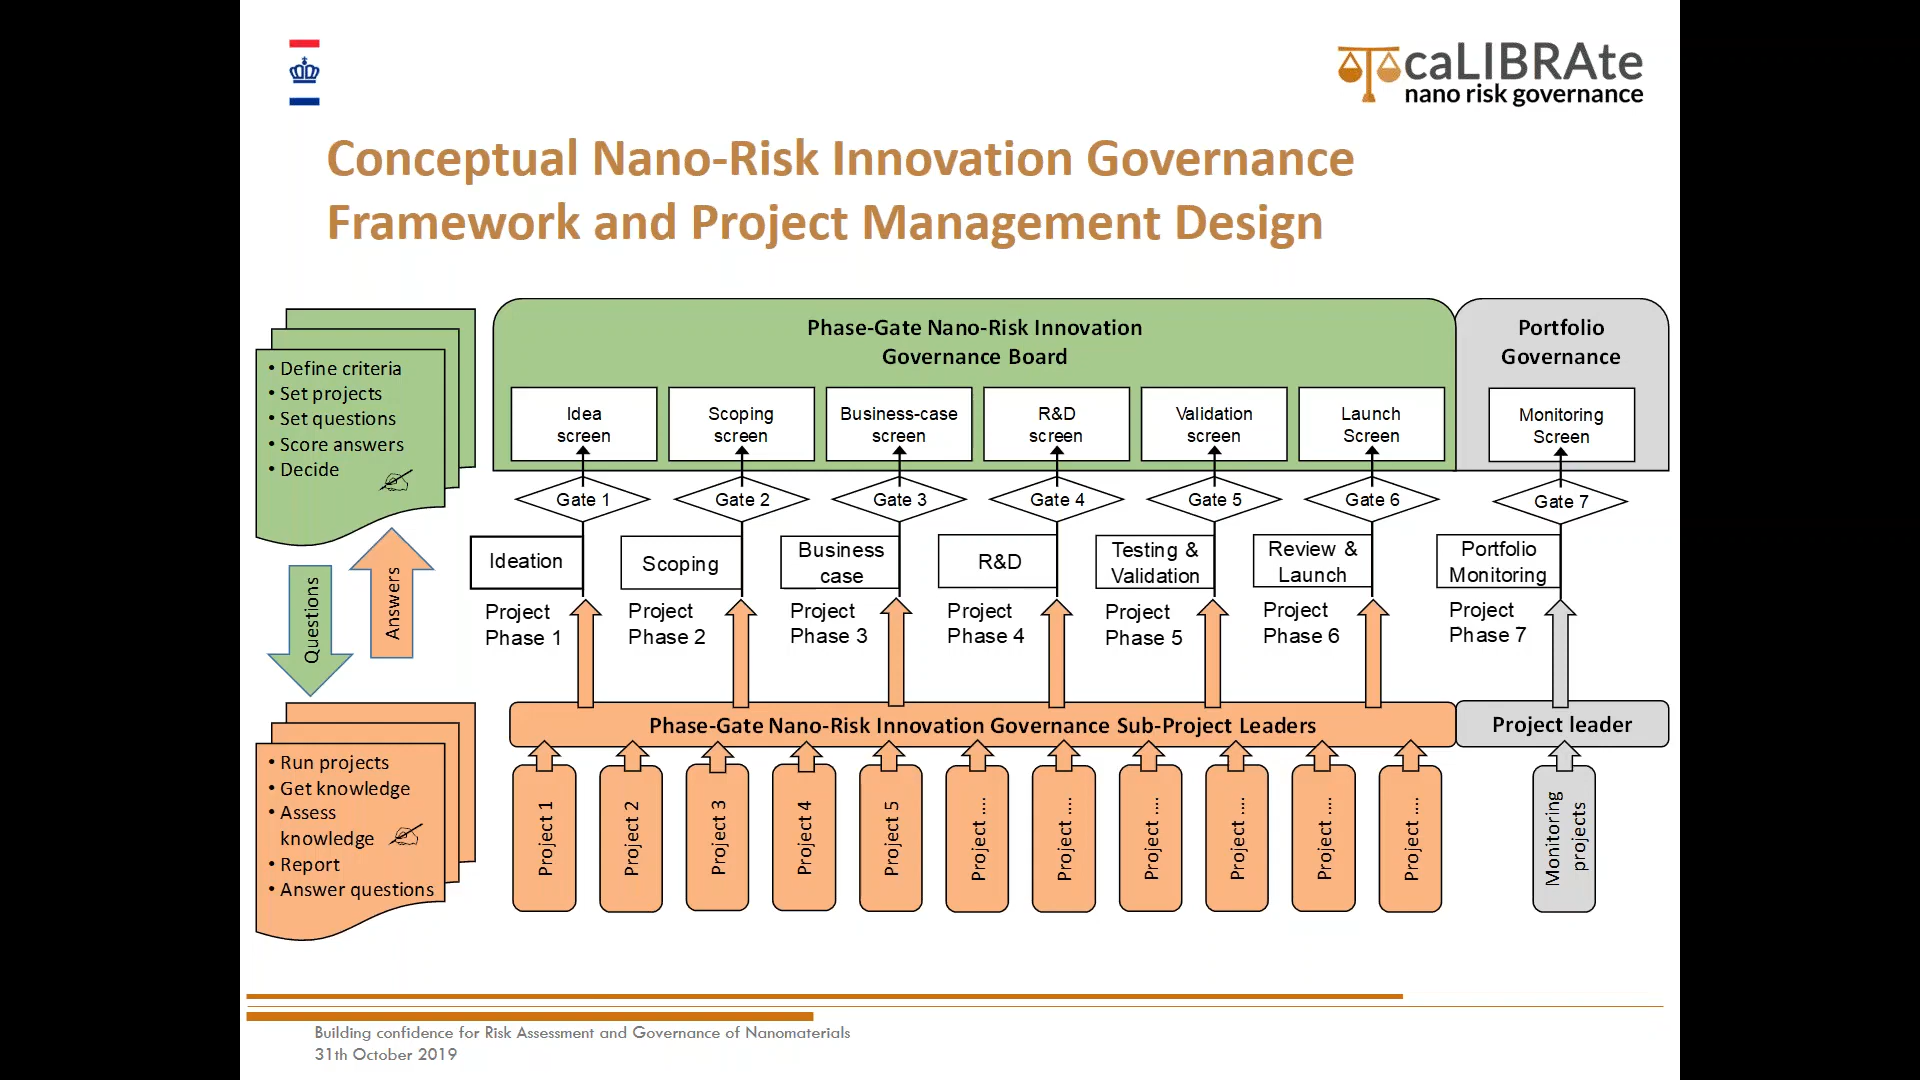 caLIBRAte
nano risk governance
Conceptual Nano-Risk Innovation Governance
Framework and Project Management Design
• Define criteria
• Set projects
• Set questions
• Score answers
• Decide
Questions
Answers
• Run projects
• Get knowledge
• Assess
knowledge
• Report
• Answer questions
Phase-Gate Nano-Risk Innovation
Governance Board
Portfolio
Governance
Idea
screen
Scoping
screen
Business-case
screen
R&D
screen
Validation
screen
Launch
Screen
Monitoring
Screen
Gate 1
Gate 2
Gate 3
Gate 4
Gate 5
Gate 6
Gate 7
Ideation
Scoping
Business
case
R&D
Testing &
Validation
Review &
Launch
Portfolio
Monitoring
Project
Phase 1
Project
Phase 2
Project
Phase 3
Project
Phase 4
Project
Phase 5
Project
Phase 6
Project
Phase 7
Phase-Gate Nano-Risk Innovation Governance Sub-Project Leaders
Project leader
Project 1
Project 2
Project 3
Project 4
Project 5
Project ....
Project ....
Project ....
Project ....
Project ....
Project ....
Monitoring
projects
Building confidence for Risk Assessment and Governance of Nanomaterials
31th October 2019